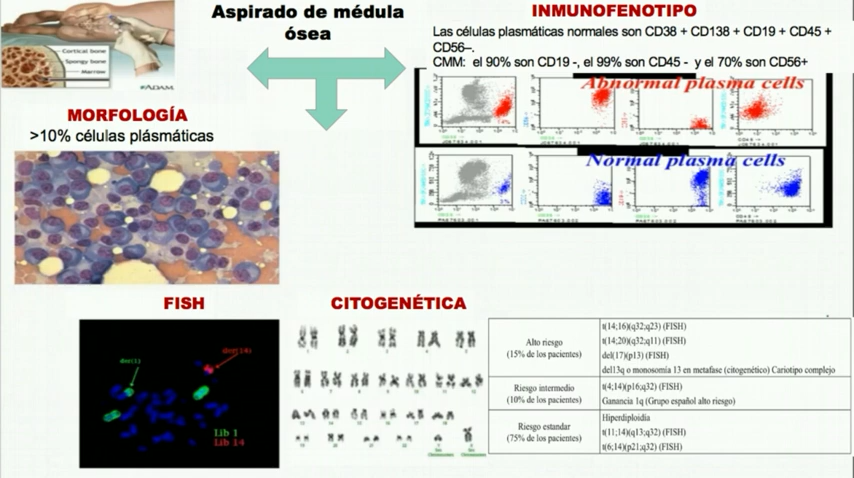 Aspirado de médula
ósea
INMUNOFENOTIPO
Las células plasmáticas normales son CD38 + CD138 + CD19 + CD45 +
CD56–.
CMM: el 90% son CD19 -, el 99% son CD45 - y el 70% son CD56+
Cortical bone
Spongy bone
Marrow
ADAM.
MORFOLOGÍA
>10% células plásmáticas
Abnormal plasma cells
Normal plasma cells
FISH
CITOGENÉTICA
der(1)
der(14)
Lib 1
Lib 14
Alto riesgo
(15% de los pacientes)
t(14;16)(q32;q23) (FISH)
t(14;20)(q32;q11) (FISH)
del(17)(p13) (FISH)
del13q o monosomía 13 en metafase (citogenético) Cariotipo complejo
Riesgo intermedio
(10% de los pacientes)
t(4;14)(p16;q32) (FISH)
Ganancia 1q (Grupo español alto riesgo)
Riesgo estandar
(75% de los pacientes)
Hiperdiploidia
t(11;14)(q13;q32) (FISH)
t(6;14)(p21;q32) (FISH)